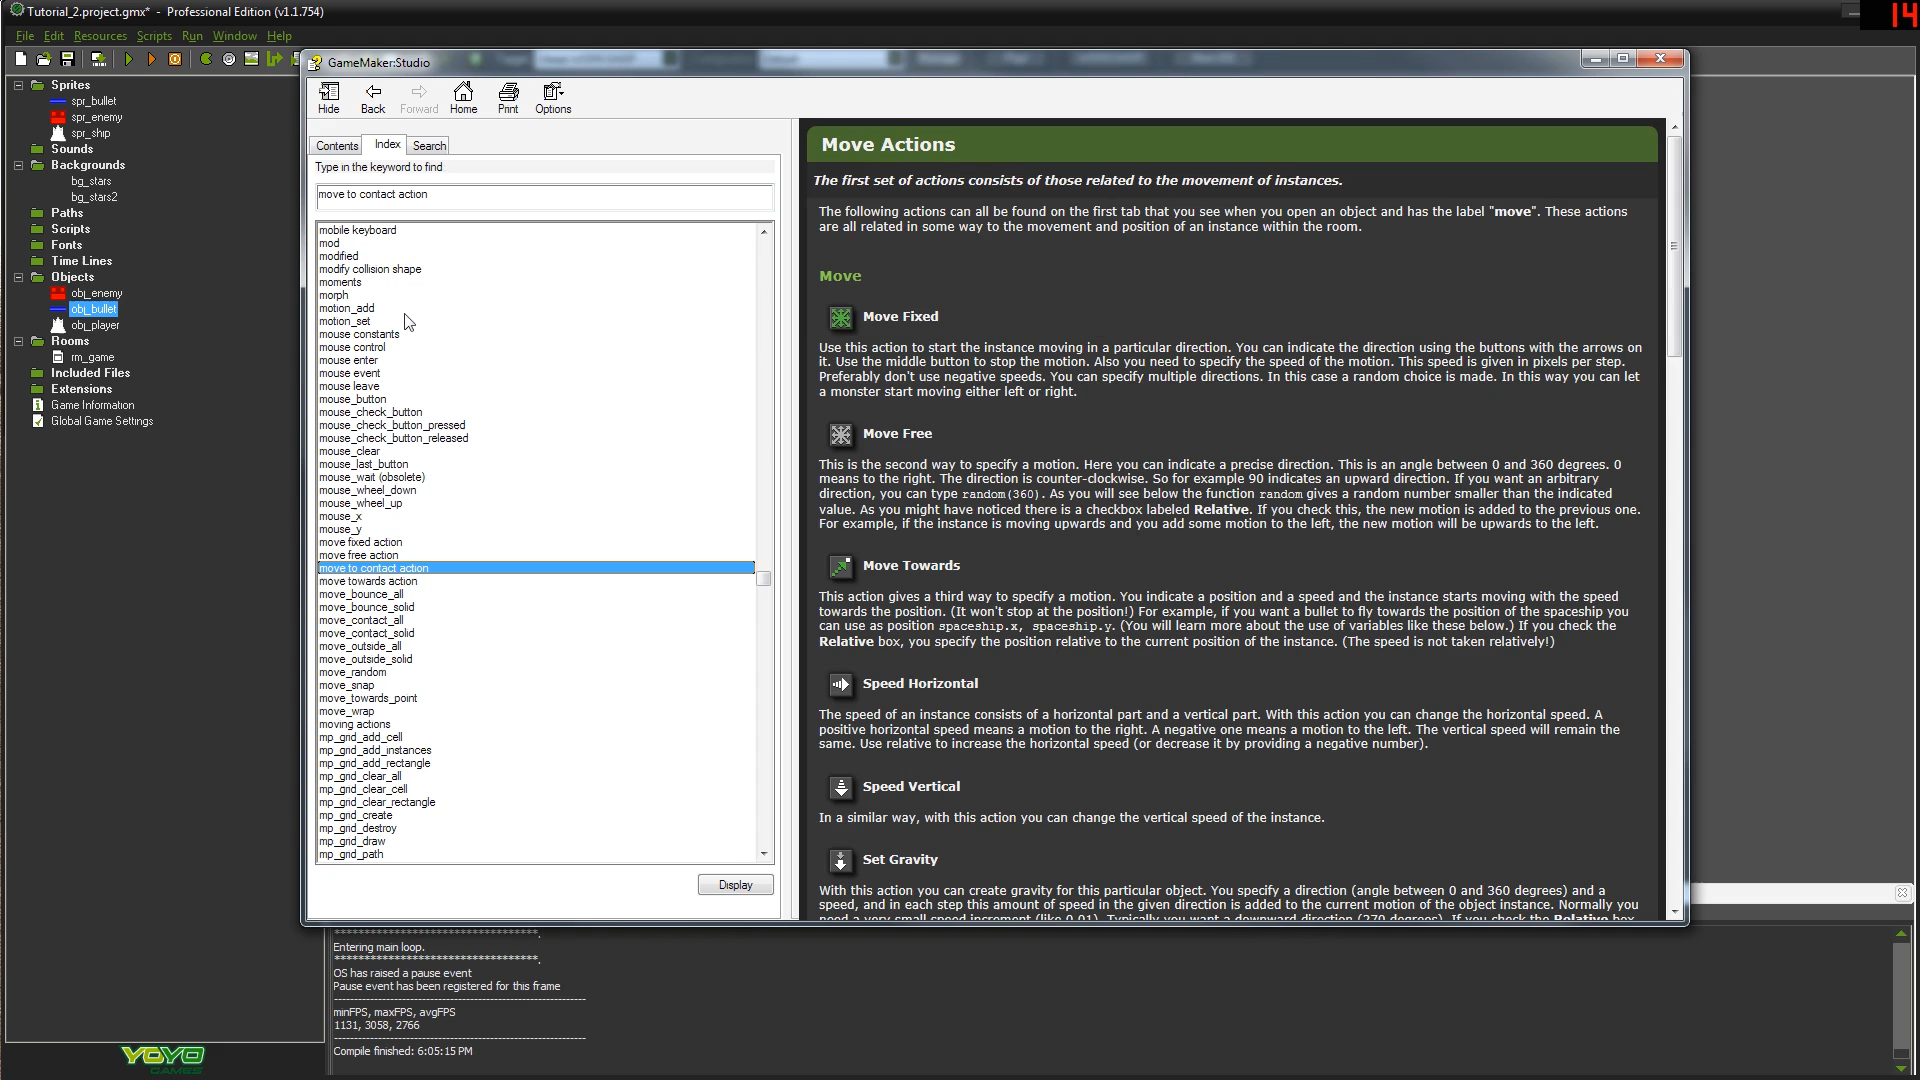 Tutorial_2.project.gmx* - Professional Edition (v1.1.754)
14
File Edit Resources Scripts Run Window Help
Sprites
spr_bullet
spr_enemy
spr_ship
Sounds
Backgrounds
bg_stars
bg_stars2
Paths
Scripts
Fonts
Time Lines
Objects
obj_enemy
obj_bullet
obj_player
Rooms
rm_game
Included Files
Extensions
Game Information
Global Game Settings
YOYO
GAMES
GameMaker:Studio
Hide Back Forward Home Print Options
Contents Index Search
Type in the keyword to find
move to contact action
mobile keyboard
mod
modified
modify collision shape
moments
morph
motion_add
motion_set
mouse constants
mouse control
mouse enter
mouse event
mouse leave
mouse_button
mouse_check_button
mouse_check_button_pressed
mouse_check_button_released
mouse_clear
mouse_last_button
mouse_wait (obsolete)
mouse_wheel_down
mouse_wheel_up
mouse_x
mouse_y
move fixed action
move free action
move to contact action
move towards action
move_bounce_all
move_bounce_solid
move_contact_all
move_contact_solid
move_outside_all
move_outside_solid
move_random
move_snap
move_towards_point
move_wrap
moving actions
mp_grid_add_cell
mp_grid_add_instances
mp_grid_add_rectangle
mp_grid_clear_all
mp_grid_clear_cell
mp_grid_clear_rectangle
mp_grid_create
mp_grid_destroy
mp_grid_draw
mp_grid_path
Display
Move Actions
The first set of actions consists of those related to the movement of instances.
The following actions can all be found on the first tab that you see when you open an object and has the label "move". These actions
are all related in some way to the movement and position of an instance within the room.
Move
Move Fixed
Use this action to start the instance moving in a particular direction. You can indicate the direction using the buttons with the arrows on
it. Use the middle button to stop the motion. Also you need to specify the speed of the motion. This speed is given in pixels per step.
Preferably don't use negative speeds. You can specify multiple directions. In this case a random choice is made. In this way you can let
a monster start moving either left or right.
Move Free
This is the second way to specify a motion. Here you can indicate a precise direction. This is an angle between 0 and 360 degrees. 0
means to the right. The direction is counter-clockwise. So for example 90 indicates an upward direction. If you want an arbitrary
direction, you can type random(360). As you will see below the function random gives a random number smaller than the indicated
value. As you might have noticed there is a checkbox labeled Relative. If you check this, the new motion is added to the previous one.
For example, if the instance is moving upwards and you add some motion to the left, the new motion will be upwards to the left.
Move Towards
This action gives a third way to specify a motion. You indicate a position and a speed and the instance starts moving with the speed
towards the position. (It won't stop at the position!) For example, if you want a bullet to fly towards the position of the spaceship you
can use as position spaceship.x, spaceship.y. (You will learn more about the use of variables like these below.) If you check the
Relative box, you specify the position relative to the current position of the instance. (The speed is not taken relatively!)
Speed Horizontal
The speed of an instance consists of a horizontal part and a vertical part. With this action you can change the horizontal speed. A
positive horizontal speed means a motion to the right. A negative one means a motion to the left. The vertical speed will remain the
same. Use relative to increase the horizontal speed (or decrease it by providing a negative number).
Speed Vertical
In a similar way, with this action you can change the vertical speed of the instance.
Set Gravity
With this action you can create gravity for this particular object. You specify a direction (angle between 0 and 360 degrees) and a
speed, and in each step this amount of speed in the given direction is added to the current motion of the object instance. Normally you
need a very small speed increment (like 0.01). Typically you want a downward direction (270 degrees). If you check the Relative box
***************************************.
Entering main loop.
***************************************.
OS has raised a pause event
Pause event has been registered for this frame
----------------------------------------------------------------
minFPS, maxFPS, avgFPS
1131, 3058, 2766
----------------------------------------------------------------
Compile finished: 6:05:15 PM